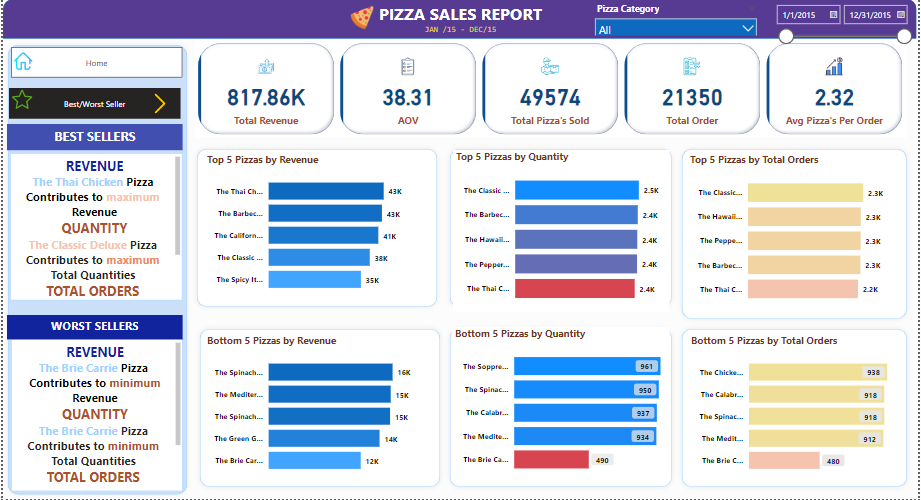 PIZZA SALES REPORT
JAN /15 - DEC/15
Pizza Category
All
1/1/2015
12/31/2015
Home
Best/Worst Seller
BEST SELLERS
REVENUE
The Thai Chicken Pizza
Contributes to maximum
Revenue
QUANTITY
The Classic Deluxe Pizza
Contributes to maximum
Total Quantities
TOTAL ORDERS
WORST SELLERS
REVENUE
The Brie Carrie Pizza
Contributes to minimum
Revenue
QUANTITY
The Brie Carrie Pizza
Contributes to minimum
Total Quantities
TOTAL ORDERS
817.86K
Total Revenue
38.31
AOV
49574
Total Pizza's Sold
21350
Total Order
2.32
Avg Pizza's Per Order
Top 5 Pizzas by Revenue
The Thai Ch... 43K
The Barbec... 43K
The Californ... 41K
The Classic ... 38K
The Spicy It... 35K
Top 5 Pizzas by Quantity
The Classic ... 2.5K
The Barbec... 2.4K
The Hawaii... 2.4K
The Pepper... 2.4K
The Thai C... 2.4K
Top 5 Pizzas by Total Orders
The Classic... 2.3K
The Hawaii... 2.3K
The Peppe... 2.3K
The Barbec... 2.3K
The Thai C... 2.2K
Bottom 5 Pizzas by Revenue
The Spinach... 16K
The Mediter... 15K
The Spinach... 15K
The Green G... 14K
The Brie Car... 12K
Bottom 5 Pizzas by Quantity
The Soppre... 961
The Spinac... 950
The Calabr... 937
The Medite... 934
The Brie Ca... 490
Bottom 5 Pizzas by Total Orders
The Chicke... 938
The Calabr... 918
The Spinac... 918
The Medit... 912
The Brie C... 480